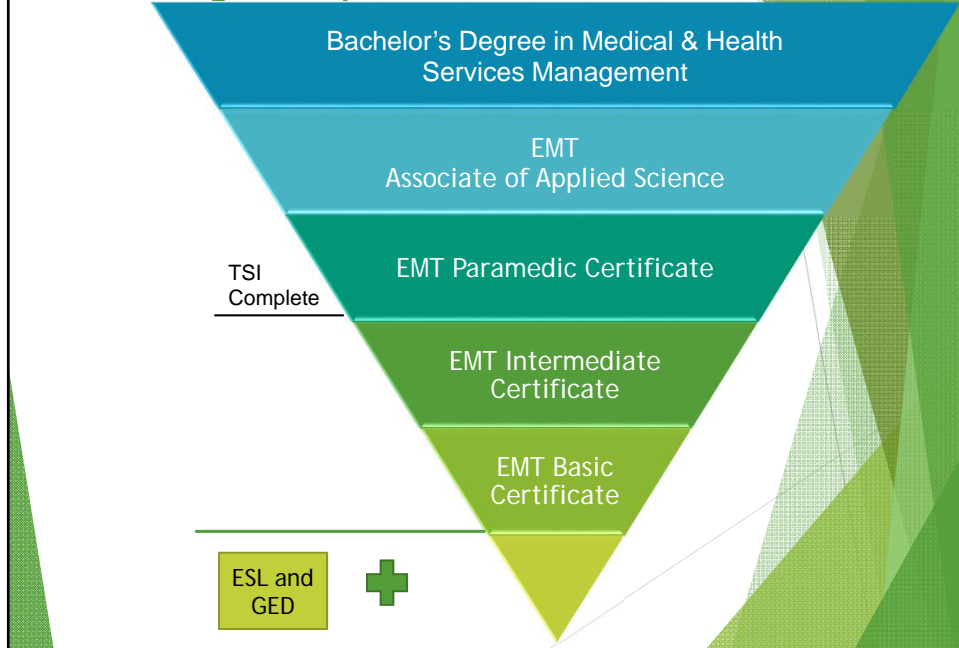 Bachelor's Degree in Medical & Health
Services Management
EMT
Associate of Applied Science
TSI
Complete
EMT Paramedic Certificate
EMT Intermediate
Certificate
EMT Basic
Certificate
ESL and
GED